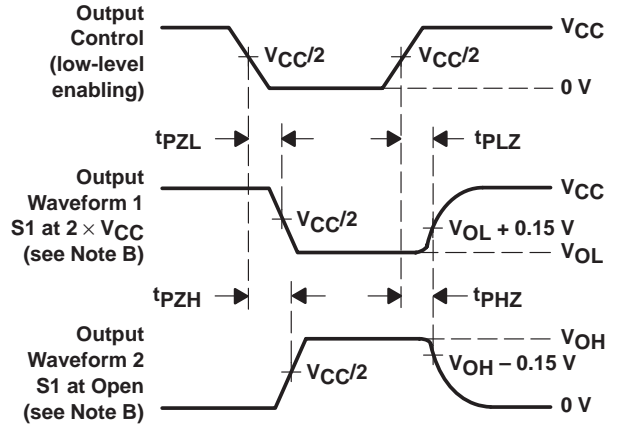 Output
Control
(low-level
enabling)
VCC/2
VCC/2
VCC
0 V
tPZL
tPLZ
Output
Waveform 1
S1 at 2 × VCC
(see Note B)
VCC/2
VCC
VOL + 0.15 V
VOL
tPZH
tPHZ
Output
Waveform 2
S1 at Open
(see Note B)
VCC/2
VOH
VOH – 0.15 V
0 V